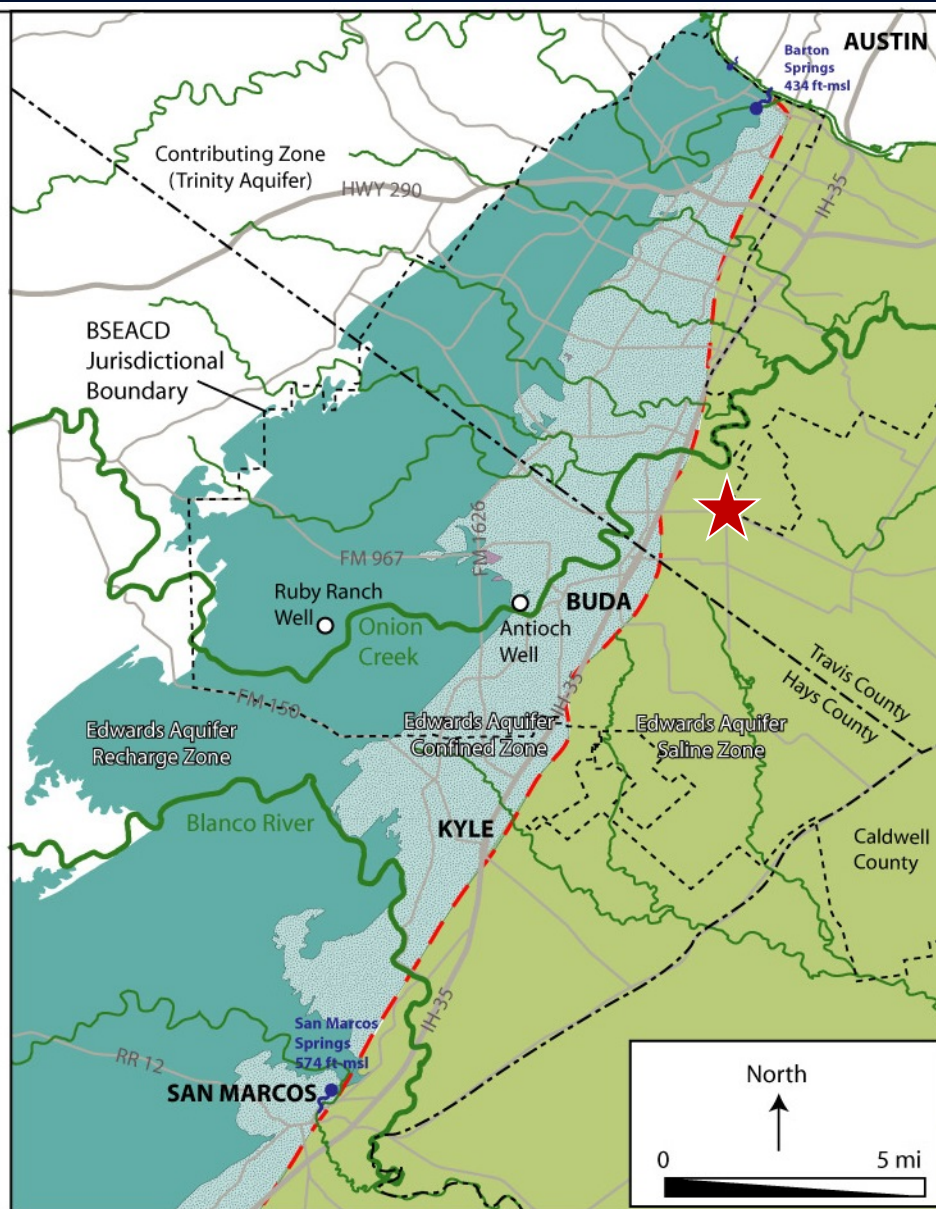 AUSTIN
Barton
Springs
434 ft-msl
Contributing Zone
(Trinity Aquifer)
HWY 290
IH-35
BSEACD
Jurisdictional
Boundary
FM 1626
FM 967
Ruby Ranch
Well
Onion
Creek
Antioch
Well
BUDA
Travis County
Hays County
FM 150
IH-35
Edwards Aquifer
Recharge Zone
Edwards Aquifer
Confined Zone
Edwards Aquifer
Saline Zone
Blanco River
KYLE
Caldwell
County
IH-35
San Marcos
Springs
574 ft-msl
RR 12
SAN MARCOS
North
0 5 mi